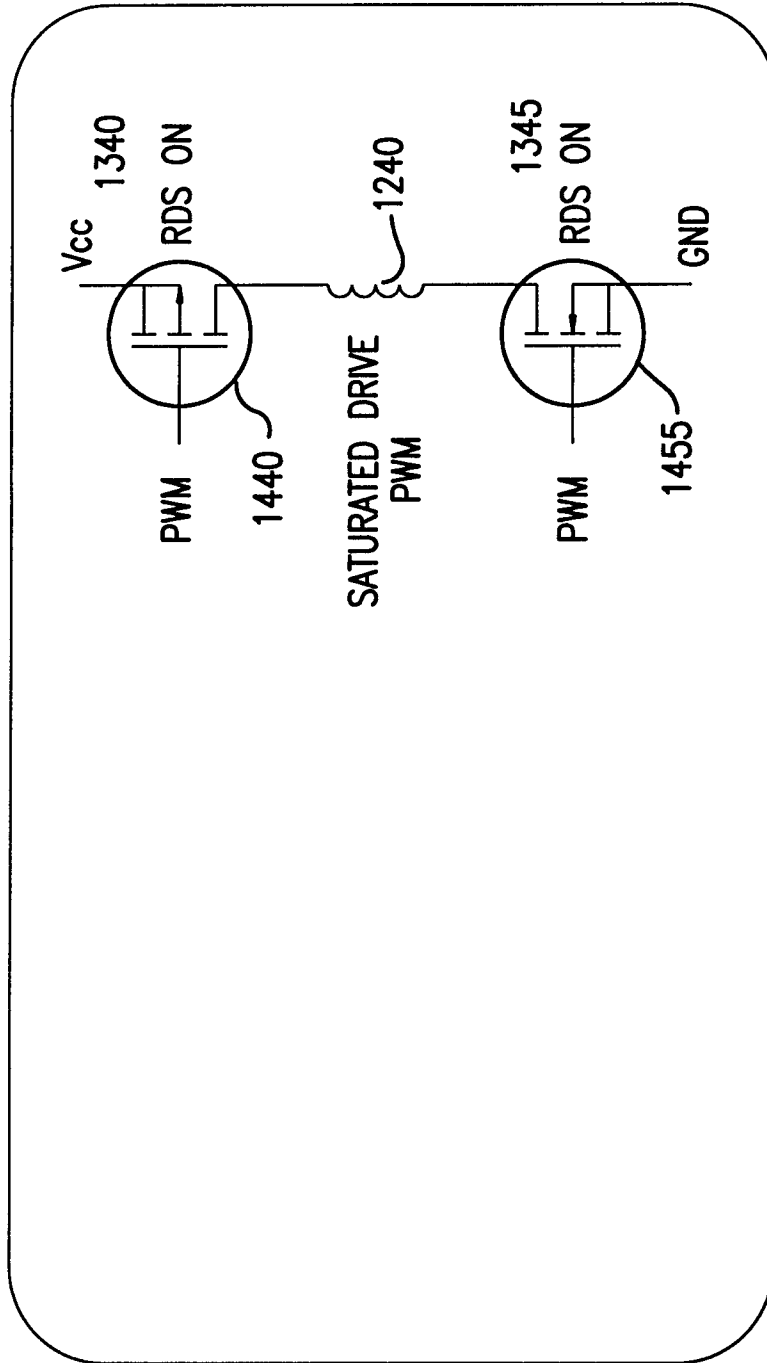 Vcc
1340
RDS ON
PWM
1440
1240
SATURATED DRIVE
PWM
1345
RDS ON
PWM
1455
GND